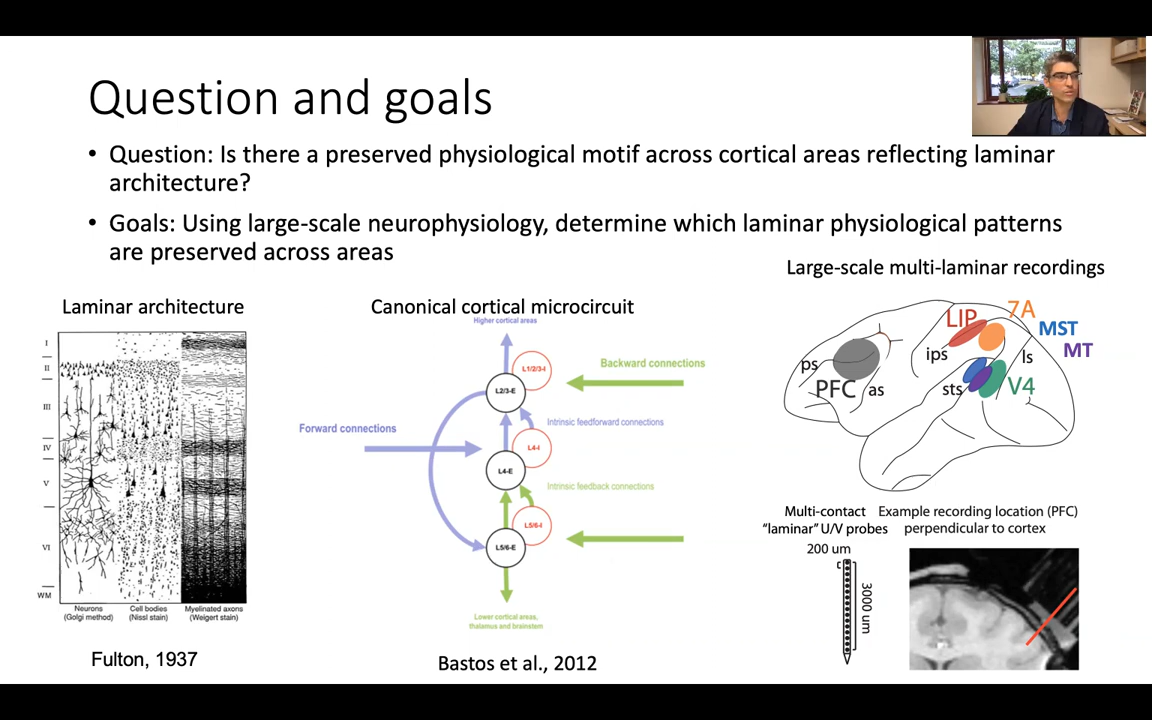 Question and goals
• Question: Is there a preserved physiological motif across cortical areas reflecting laminar
architecture?
• Goals: Using large-scale neurophysiology, determine which laminar physiological patterns
are preserved across areas
Laminar architecture
I
II
III
IV
V
VI
WM
Neurons
(Golgi method)
Cell bodies
(Nissl stain)
Myelinated axons
(Weigert stain)
Fulton, 1937
Canonical cortical microcircuit
Higher cortical areas
L1/2/3-I
L2/3-E
Backward connections
Intrinsic feedforward connections
Forward connections
L4-I
L4-E
Intrinsic feedback connections
L5/6-I
L5/6-E
Lower cortical areas,
thalamus and brainstem
Bastos et al., 2012
Large-scale multi-laminar recordings
LIP
7A
MST
MT
ips
ls
ps
PFC
as
sts
V4
Multi-contact
“laminar” U/V probes
200 um
3000 um
Example recording location (PFC)
perpendicular to cortex